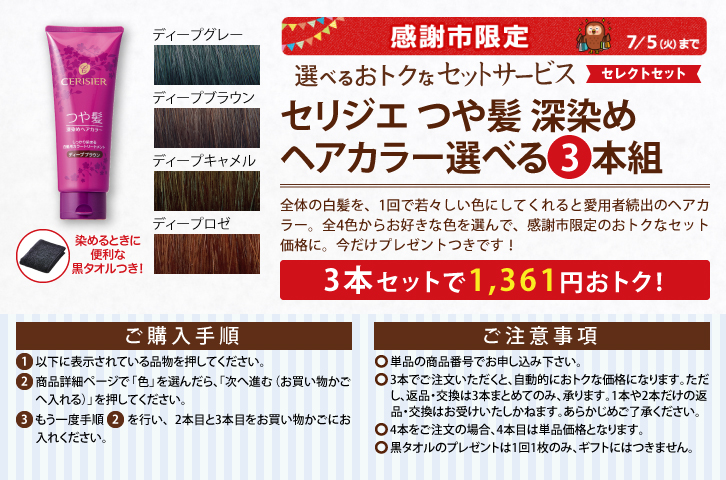 ディープグレー
ディープブラウン
ディープキャメル
ディープロゼ
CERISIER
つや髪
深染めヘアカラー
ディープブラウン
染めるときに
便利な
黒タオルつき!
感謝市限定
7/5(火)まで
選べるおトクなセットサービス
セレクトセット
セリジエ つや髪 深染め
ヘアカラー選べる3本組
全体の白髪を、1回で若々しい色にしてくれると愛用者続出のヘアカ
ラー。全4色からお好きな色を選んで、感謝市限定のおトクなセット
価格に。今だけプレゼントつきです！
3本セットで1,361円おトク!
ご購入手順
1 以下に表示されている品物を押してください。
2 商品詳細ページで「色」を選んだら、「次へ進む（お買い物かご
へ入れる）」を押してください。
3 もう一度手順 2 を行い、2本目と3本目をお買い物かごにお
入れください。
ご注意事項
単品の商品番号でお申し込み下さい。
3本でご注文いただくと、自動的におトクな価格になります。ただ
し、返品・交換は3本まとめてのみ、承ります。1本や2本だけの返
品・交換はお受けいたしかねます。あらかじめご了承ください。
4本をご注文の場合、4本目は単品価格となります。
黒タオルのプレゼントは1回1枚のみ、ギフトにはつきません。